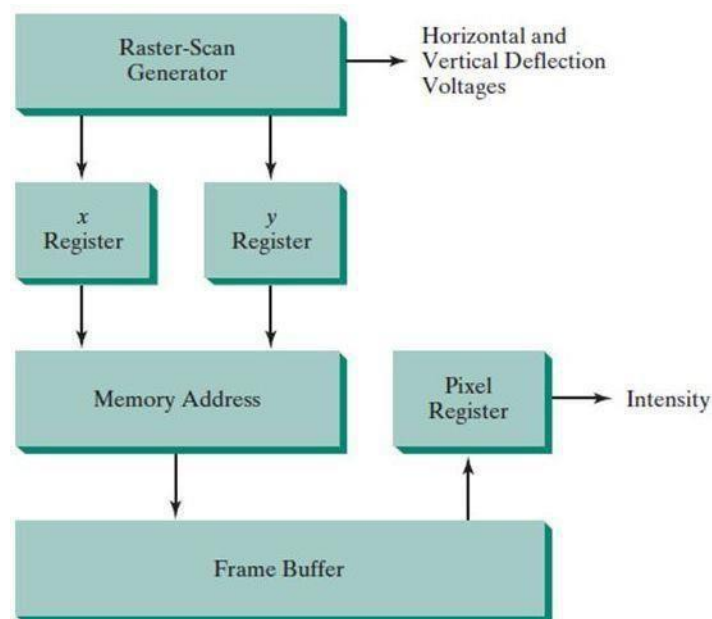 Raster-Scan
Generator
Horizontal and
Vertical Deflection
Voltages
x
Register
y
Register
Memory Address
Pixel
Register
Intensity
Frame Buffer